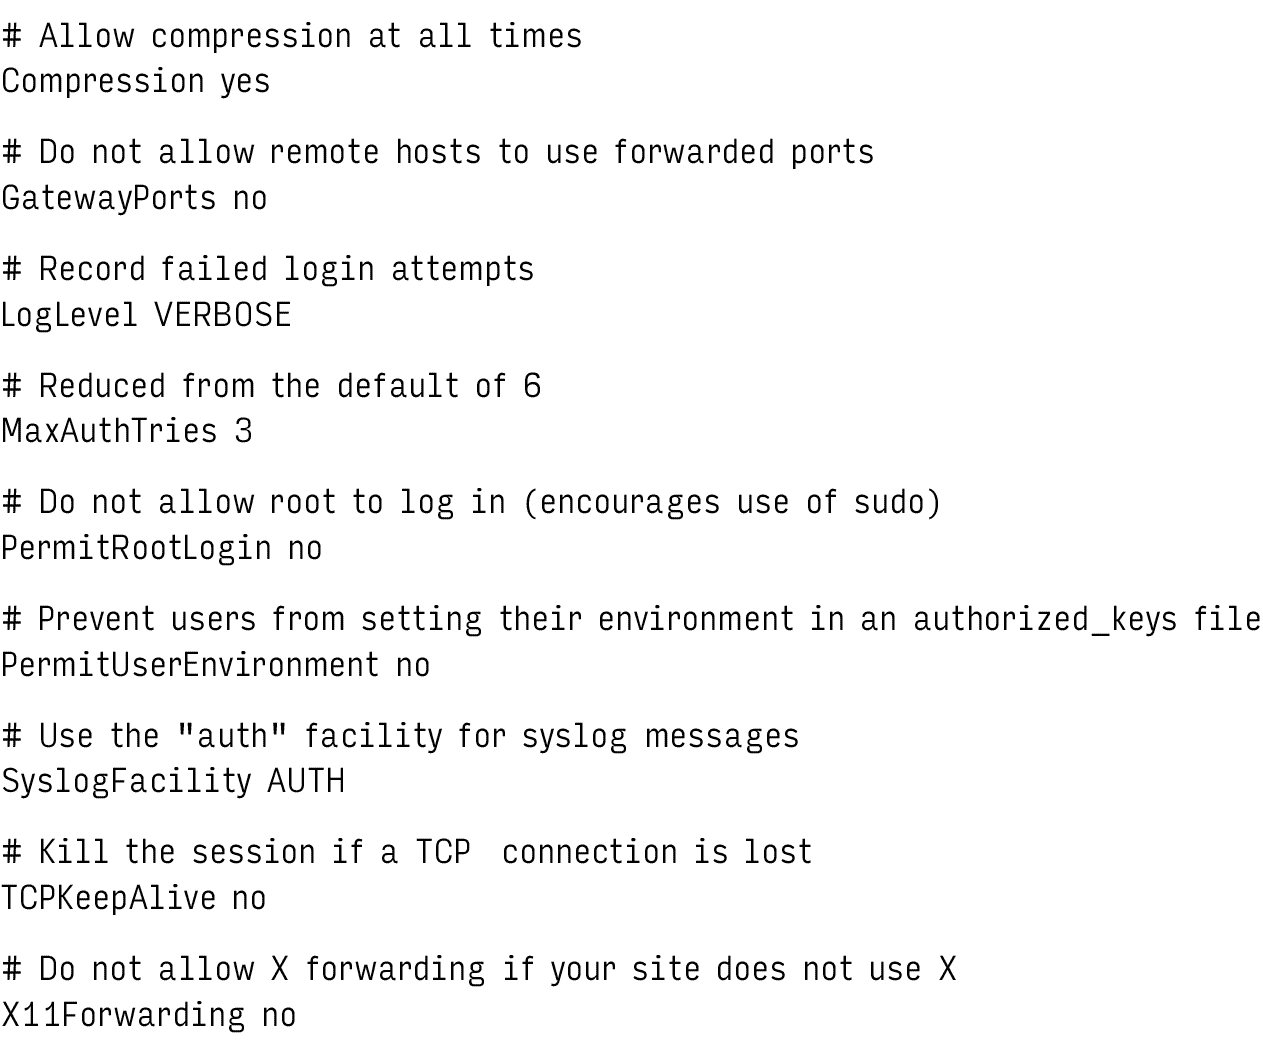 # Allow compression at all times
Compression yes
# Do not allow remote hosts to use forwarded ports
GatewayPorts no
# Record failed login attempts
LogLevel VERBOSE
# Reduced from the default of 6
MaxAuthTries 3
# Do not allow root to log in (encourages use of sudo)
PermitRootLogin no
# Prevent users from setting their environment in an authorized_keys file
PermitUserEnvironment no
# Use the "auth" facility for syslog messages
SyslogFacility AUTH
# Kill the session if a TCP  connection is lost
TCPKeepAlive no
# Do not allow X forwarding if your site does not use X
X11Forwarding no